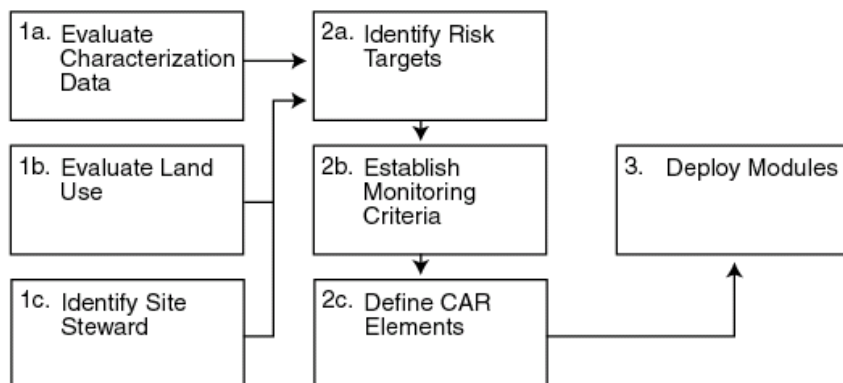 1a. Evaluate
Characterization
Data
2a. Identify Risk
Targets
1b. Evaluate Land
Use
2b. Establish
Monitoring
Criteria
3. Deploy Modules
1c. Identify Site
Steward
2c. Define CAR
Elements